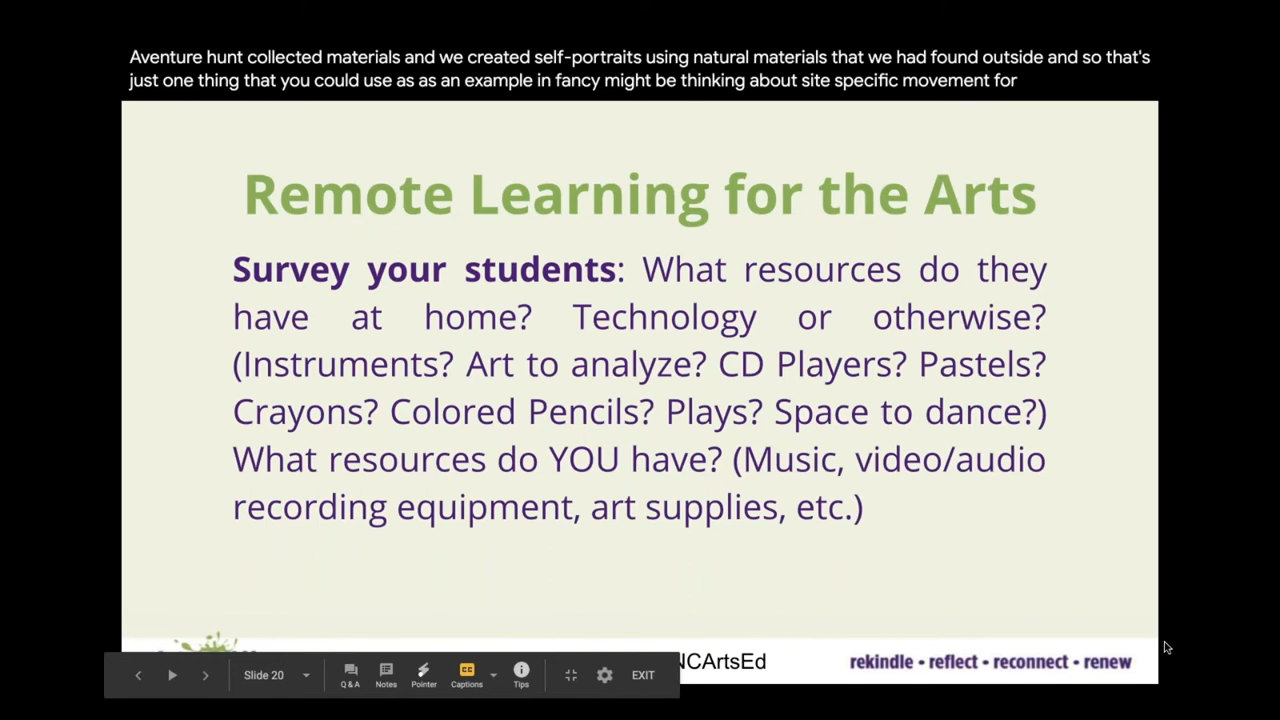 Aventure hunt collected materials and we created self-portraits using natural materials that we had found outside and so that's
just one thing that you could use as as an example in fancy might be thinking about site specific movement for
Remote Learning for the Arts
Survey your students: What resources do they
have at home? Technology or otherwise?
(Instruments? Art to analyze? CD Players? Pastels?
Crayons? Colored Pencils? Plays? Space to dance?)
What resources do YOU have? (Music, video/audio
recording equipment, art supplies, etc.)
NCArtsEd
rekindle • reflect • reconnect • renew
Slide 20
Q & A
Notes
Pointer
CC
Captions
Tips
EXIT